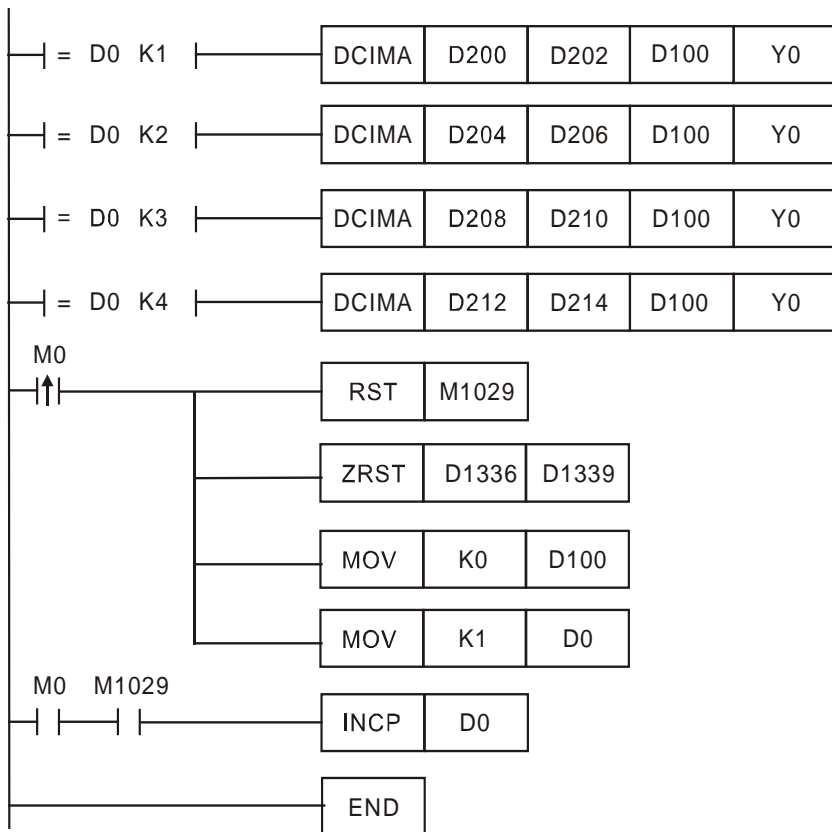 = D0 K1 DCIMA D200 D202 D100 Y0
= D0 K2 DCIMA D204 D206 D100 Y0
= D0 K3 DCIMA D208 D210 D100 Y0
= D0 K4 DCIMA D212 D214 D100 Y0
M0
RST M1029
ZRST D1336 D1339
MOV K0 D100
MOV K1 D0
M0 M1029
INCP D0
END